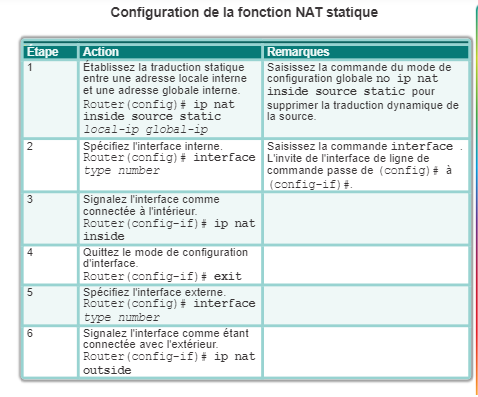 Configuration de la fonction NAT statique
Étape Action Remarques
1
Établissez la traduction statique
entre une adresse locale interne
et une adresse globale interne.
Router(config)# ip nat
inside source static
local-ip global-ip
Saisissez la commande du mode de
configuration globale no ip nat
inside source static pour
supprimer la traduction dynamique de
la source.
2
Spécifiez l'interface interne.
Router(config)# interface
type number
Saisissez la commande interface .
L'invite de l'interface de ligne de
commande passe de (config)# à
(config-if)#.
3
Signalez l'interface comme
connectée à l'intérieur.
Router(config-if)# ip nat
inside
4
Quittez le mode de configuration
d'interface.
Router(config-if)# exit
5
Spécifiez l'interface externe.
Router(config)# interface
type number
6
Signalez l'interface comme étant
connectée avec l'extérieur.
Router(config-if)# ip nat
outside